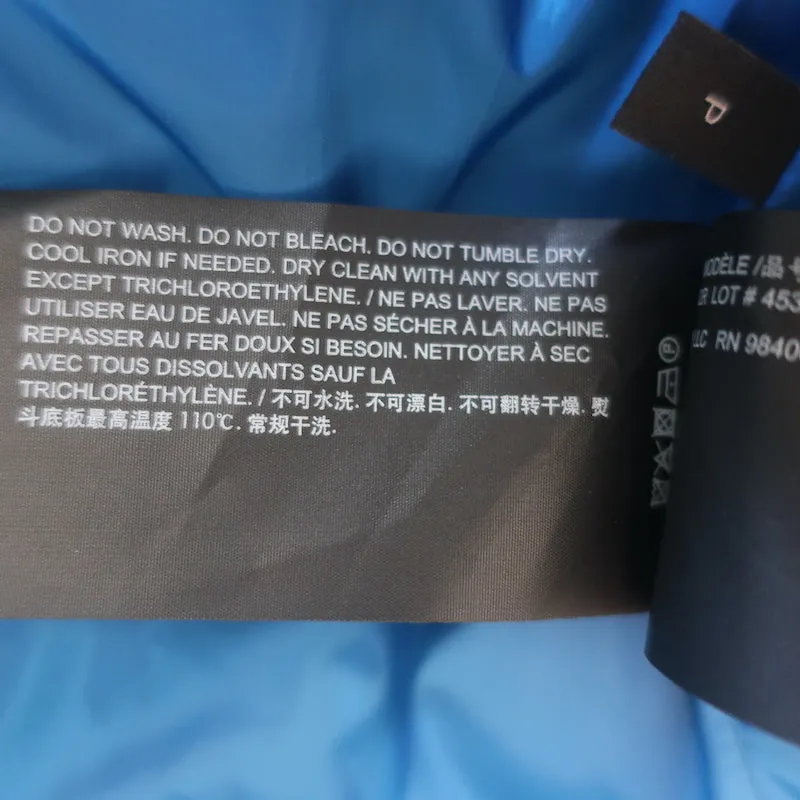 P
DO NOT WASH. DO NOT BLEACH. DO NOT TUMBLE DRY.
COOL IRON IF NEEDED. DRY CLEAN WITH ANY SOLVENT
EXCEPT TRICHLOROETHYLENE. / NE PAS LAVER. NE PAS
UTILISER EAU DE JAVEL. NE PAS SÉCHER À LA MACHINE.
REPASSER AU FER DOUX SI BESOIN. NETTOYER À SEC
AVEC TOUS DISSOLVANTS SAUF LA
TRICHLORÉTHYLÈNE. / 不可水洗. 不可漂白. 不可翻转干燥. 熨
斗底板最高温度 110℃. 常规干洗.
MODÈLE / 品
LOT # 453
LC RN 9840
P